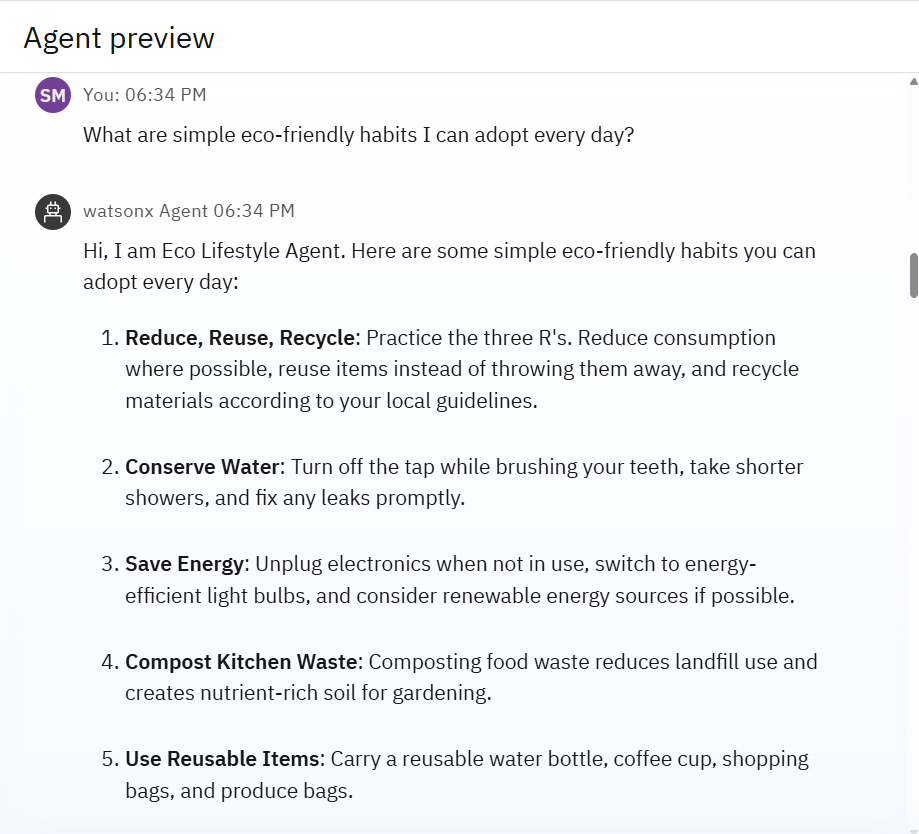 Agent preview
SM
You: 06:34 PM
What are simple eco-friendly habits I can adopt every day?
watsonx Agent 06:34 PM
Hi, I am Eco Lifestyle Agent. Here are some simple eco-friendly habits you can
adopt every day:
1. Reduce, Reuse, Recycle: Practice the three R's. Reduce consumption
where possible, reuse items instead of throwing them away, and recycle
materials according to your local guidelines.
2. Conserve Water: Turn off the tap while brushing your teeth, take shorter
showers, and fix any leaks promptly.
3. Save Energy: Unplug electronics when not in use, switch to energy-
efficient light bulbs, and consider renewable energy sources if possible.
4. Compost Kitchen Waste: Composting food waste reduces landfill use and
creates nutrient-rich soil for gardening.
5. Use Reusable Items: Carry a reusable water bottle, coffee cup, shopping
bags, and produce bags.